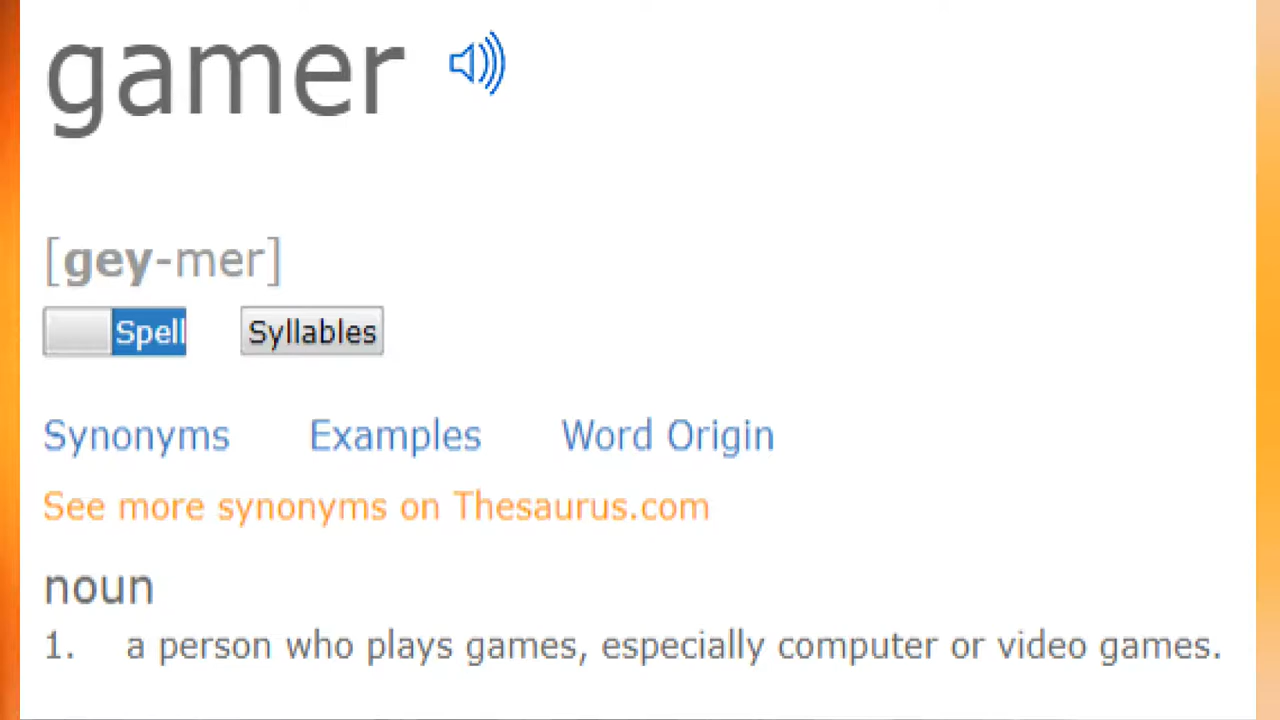 gamer
[gey-mer]
Spell Syllables
Synonyms Examples Word Origin
See more synonyms on Thesaurus.com
noun
1. a person who plays games, especially computer or video games.